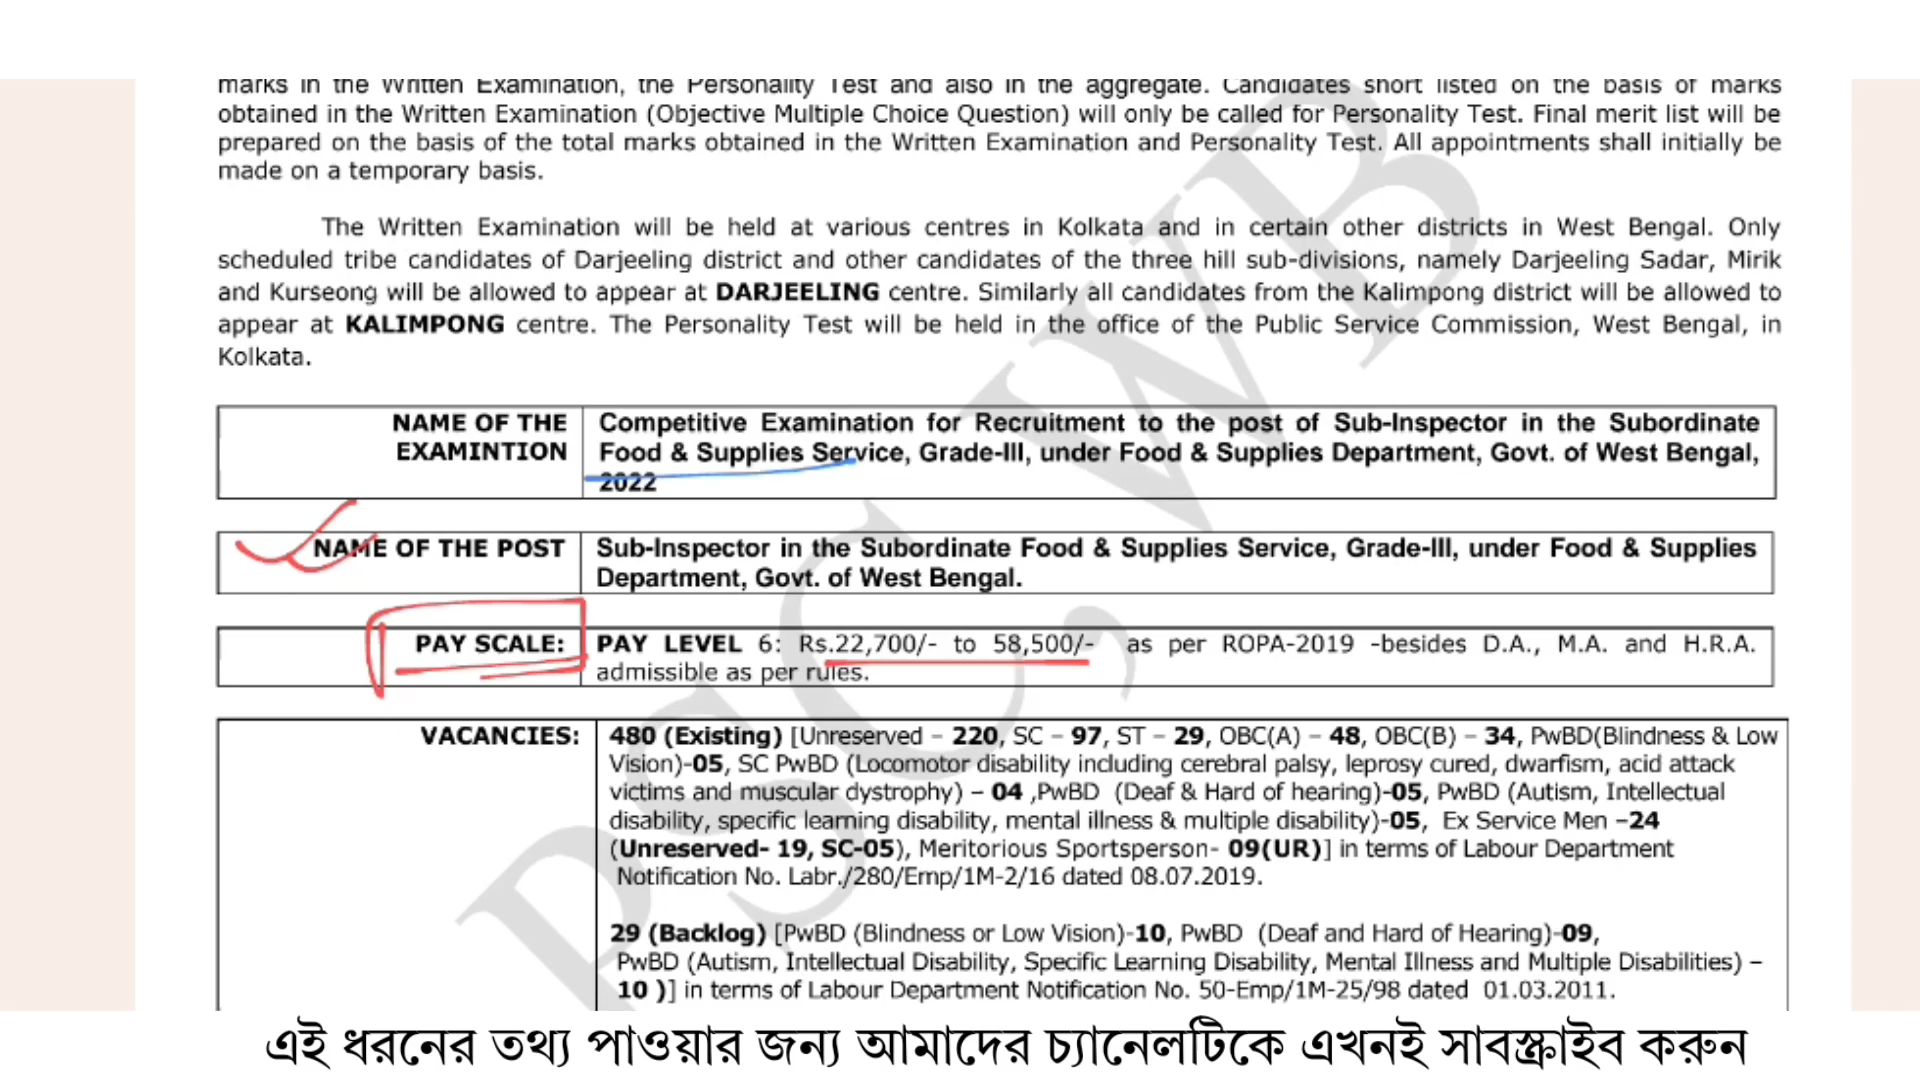 marks in the Written Examination, the Personality Test and also in the aggregate. Candidates short listed on the basis of marks
obtained in the Written Examination (Objective Multiple Choice Question) will only be called for Personality Test. Final merit list will be
prepared on the basis of the total marks obtained in the Written Examination and Personality Test. All appointments shall initially be
made on a temporary basis.
The Written Examination will be held at various centres in Kolkata and in certain other districts in West Bengal. Only
scheduled tribe candidates of Darjeeling district and other candidates of the three hill sub-divisions, namely Darjeeling Sadar, Mirik
and Kurseong will be allowed to appear at DARJEELING centre. Similarly all candidates from the Kalimpong district will be allowed to
appear at KALIMPONG centre. The Personality Test will be held in the office of the Public Service Commission, West Bengal, in
Kolkata.
NAME OF THE
EXAMINTION
Competitive Examination for Recruitment to the post of Sub-Inspector in the Subordinate
Food & Supplies Service, Grade-III, under Food & Supplies Department, Govt. of West Bengal,
2022
NAME OF THE POST
Sub-Inspector in the Subordinate Food & Supplies Service, Grade-III, under Food & Supplies
Department, Govt. of West Bengal.
PAY SCALE:
PAY LEVEL 6: Rs.22,700/- to 58,500/- as per ROPA-2019 -besides D.A., M.A. and H.R.A.
admissible as per rules.
VACANCIES:
480 (Existing) [Unreserved – 220, SC – 97, ST – 29, OBC(A) – 48, OBC(B) – 34, PwBD(Blindness & Low
Vision)-05, SC PwBD (Locomotor disability including cerebral palsy, leprosy cured, dwarfism, acid attack
victims and muscular dystrophy) – 04 ,PwBD (Deaf & Hard of hearing)-05, PwBD (Autism, Intellectual
disability, specific learning disability, mental illness & multiple disability)-05, Ex Service Men –24
(Unreserved- 19, SC-05), Meritorious Sportsperson- 09(UR)] in terms of Labour Department
Notification No. Labr./280/Emp/1M-2/16 dated 08.07.2019.
29 (Backlog) [PwBD (Blindness or Low Vision)-10, PwBD (Deaf and Hard of Hearing)-09,
PwBD (Autism, Intellectual Disability, Specific Learning Disability, Mental Illness and Multiple Disabilities) –
10 )] in terms of Labour Department Notification No. 50-Emp/1M-25/98 dated 01.03.2011.
PSC, WB
এই ধরনের তথ্য পাওয়ার জন্য আমাদের চ্যানেলটিকে এখনই সাবস্ক্রাইব করুন